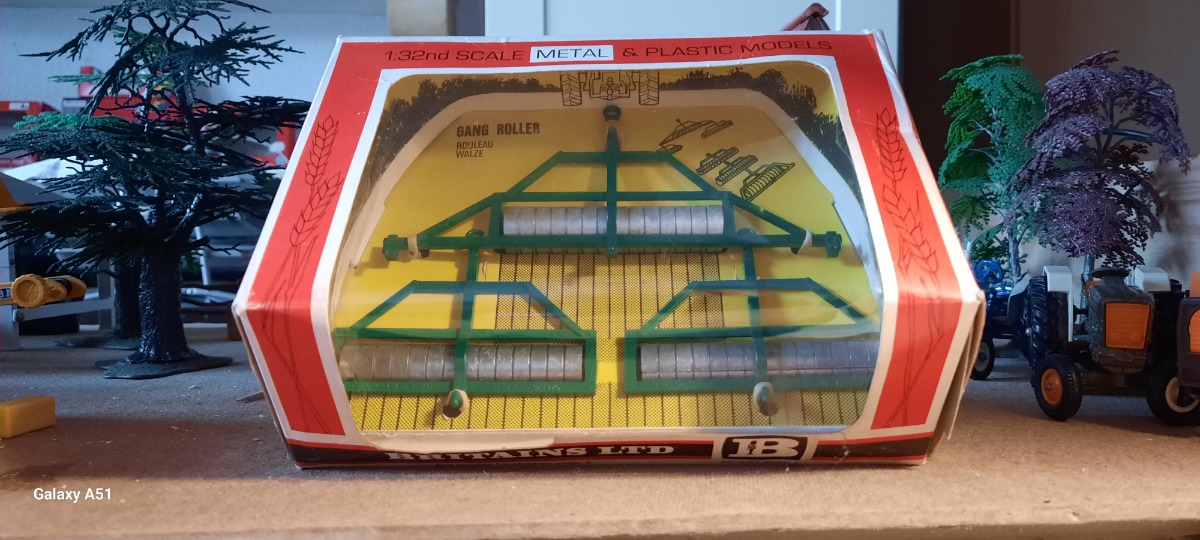 1:32nd SCALE METAL & PLASTIC MODELS
GANG ROLLER
ROULEAU
WALZE
BRITAINS LTD
B
Galaxy A51